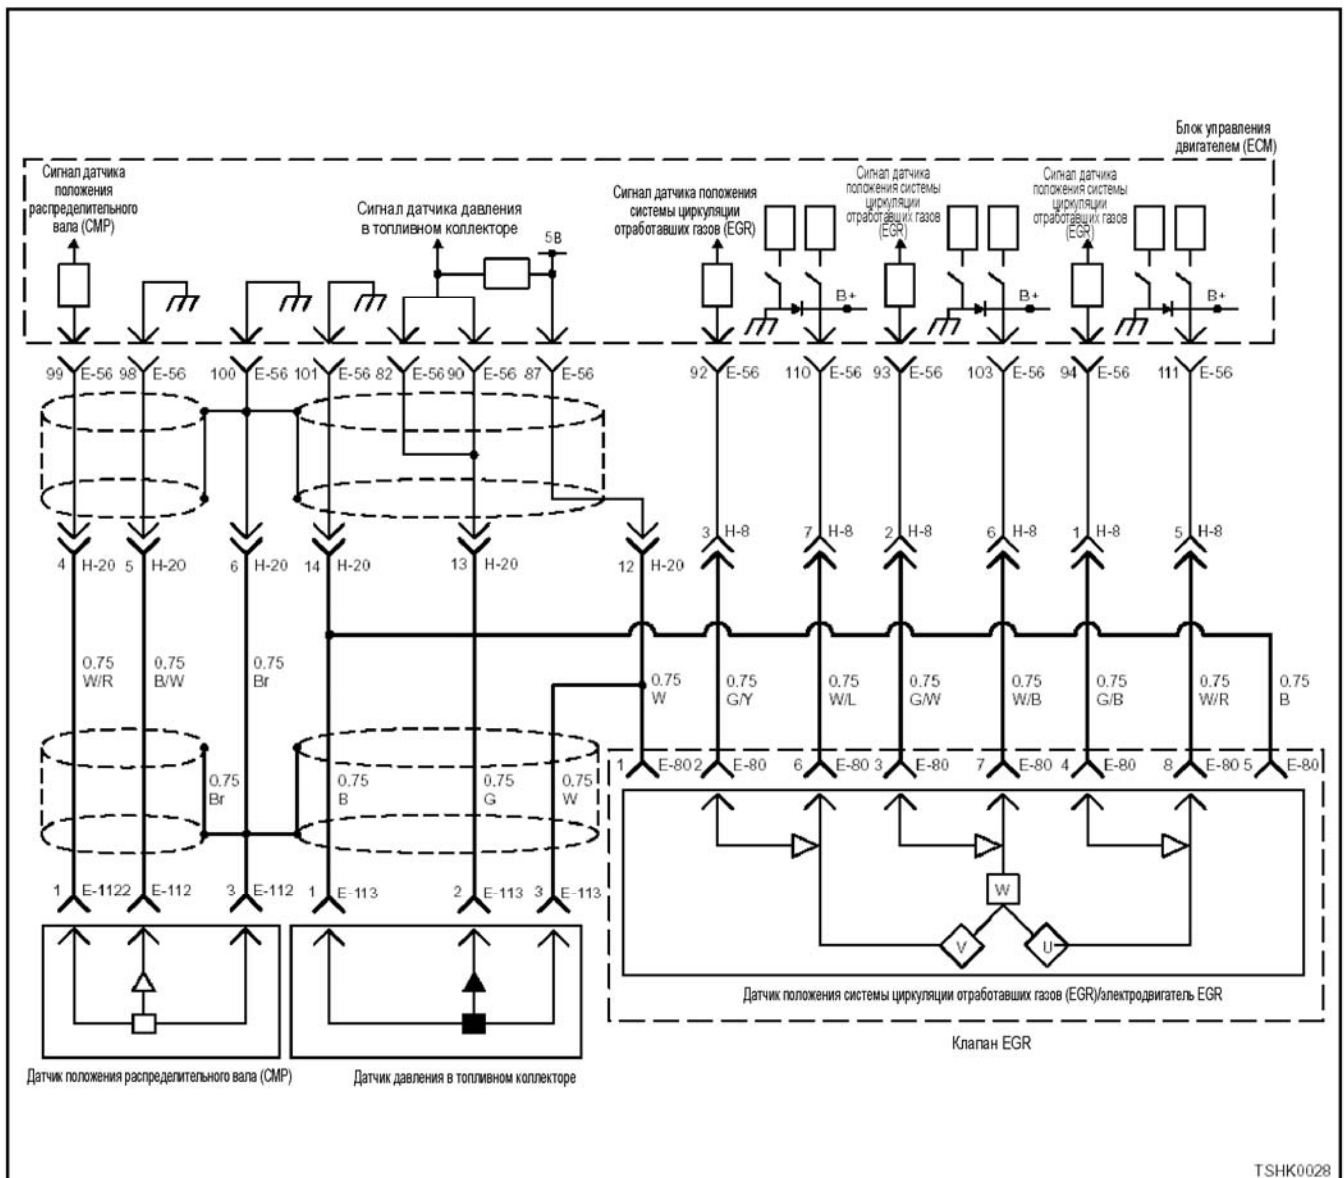 Блок управления
двигателем (ECM)
Сигнал датчика
положения
распределительного
вала (CMP)
Сигнал датчика давления
в топливном коллекторе
5В
Сигнал датчика положения
системы циркуляции
отработавших газов (EGR)
Сигнал датчика
положения системы
циркуляции
отработавших газов
(EGR)
Сигнал датчика
положения системы
циркуляции
отработавших газов
(EGR)
B+ B+ B+
99 E-56 98 E-56 100 E-56 101 E-56 82 E-56 90 E-56 87 E-56 92 E-56 110 E-56 93 E-56 103 E-56 94 E-56 111 E-56
3 H-8 7 H-8 2 H-8 6 H-8 1 H-8 5 H-8
4 H-20 5 H-20 6 H-20 14 H-20 13 H-20 12 H-20
0.75 0.75 0.75
W/R B/W Br
0.75 0.75 0.75 0.75 0.75 0.75 0.75 0.75
W G/Y W/L G/W W/B G/B W/R B
1 E-80 2 E-80 6 E-80 3 E-80 7 E-80 4 E-80 8 E-80 5 E-80
0.75 0.75 0.75 0.75
Br B G W
1 E-112 2 E-112 3 E-112 1 E-113 2 E-113 3 E-113
W
V U
Датчик положения системы циркуляции отработавших газов (EGR)/электродвигатель EGR
Клапан EGR
Датчик положения распределительного вала (CMP)
Датчик давления в топливном коллекторе
TSHK0028